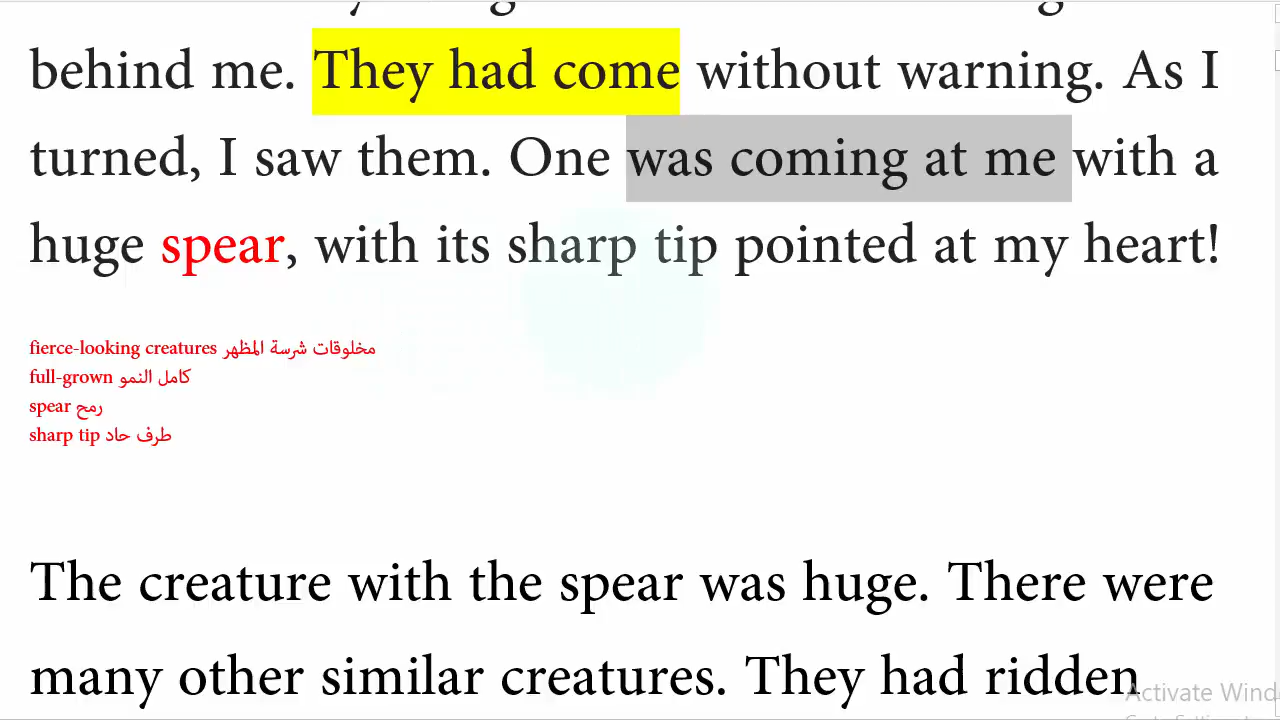 behind me. They had come without warning. As I
turned, I saw them. One was coming at me with a
huge spear, with its sharp tip pointed at my heart!
fierce-looking creatures مخلوقات شرسة المظهر
full-grown كامل النمو
spear رمح
sharp tip طرف حاد
The creature with the spear was huge. There were
many other similar creatures. They had ridden
Activate Wind